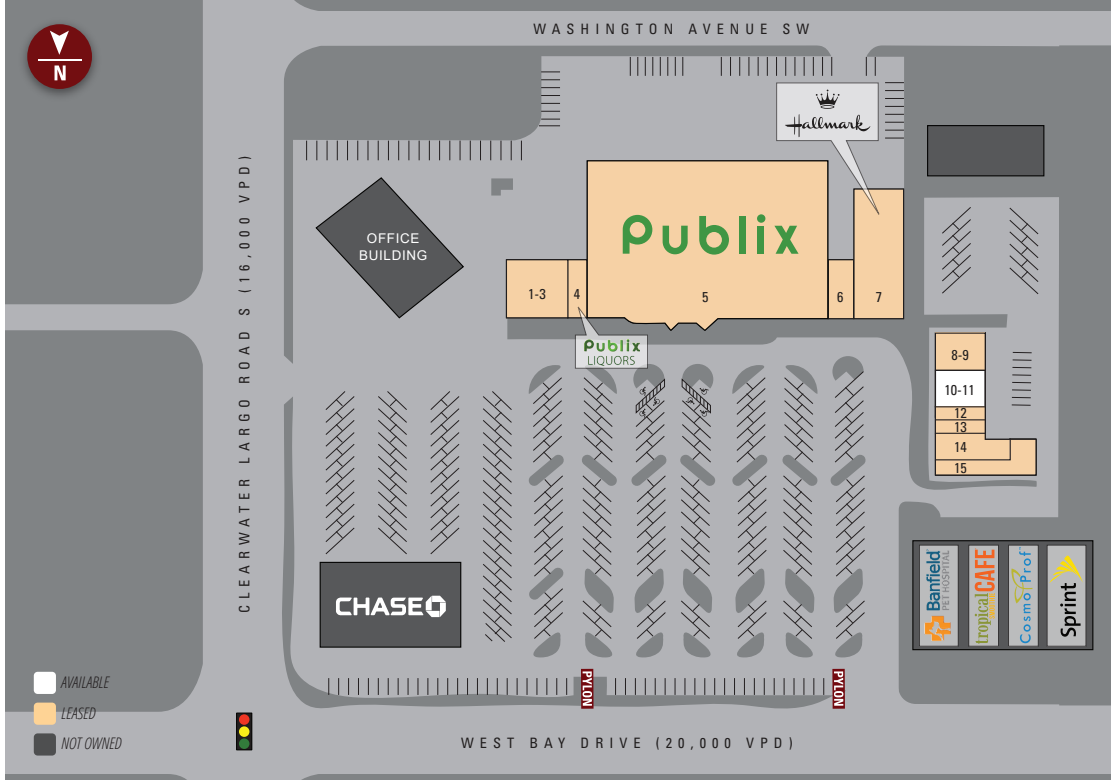 WASHINGTON AVENUE SW
N
Hallmark
CLEARWATER LARGO ROAD S (16,000 VPD)
OFFICE
BUILDING
Publix
1-3
4
5
6
7
Publix
LIQUORS
8-9
10-11
12
13
14
15
CHASE
Banfield
PET HOSPITAL
tropical CAFE
CosmoProf
Sprint
PYLON
PYLON
AVAILABLE
LEASED
NOT OWNED
WEST BAY DRIVE (20,000 VPD)